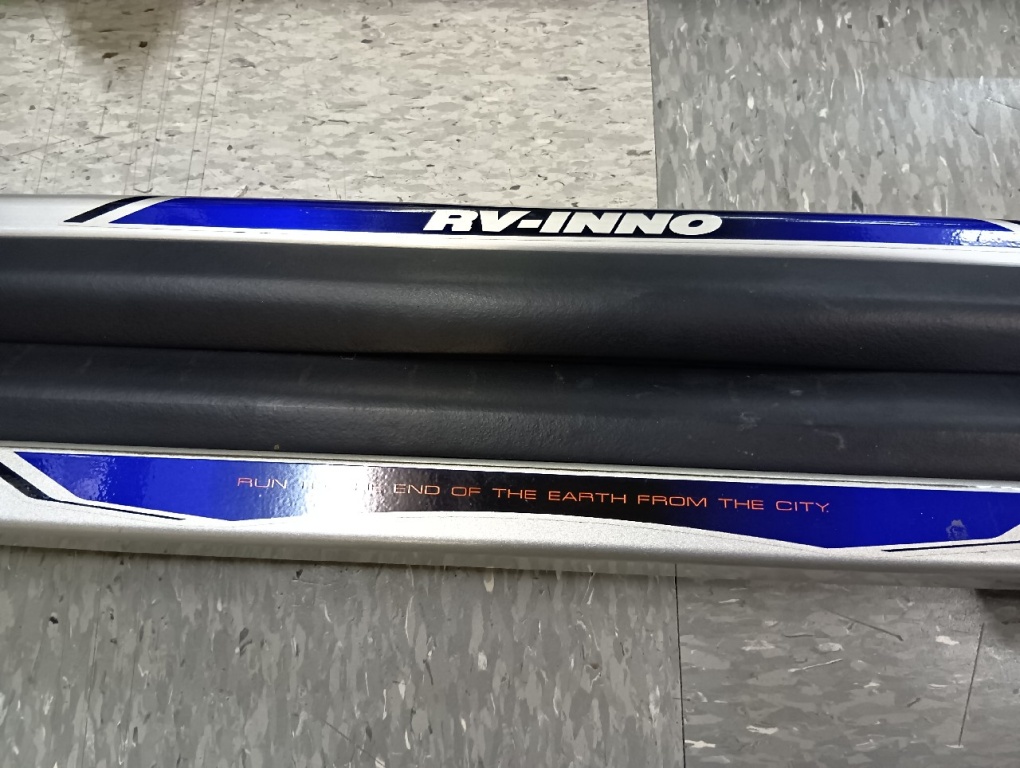 RV-INNO
RUN END OF THE EARTH FROM THE CITY.